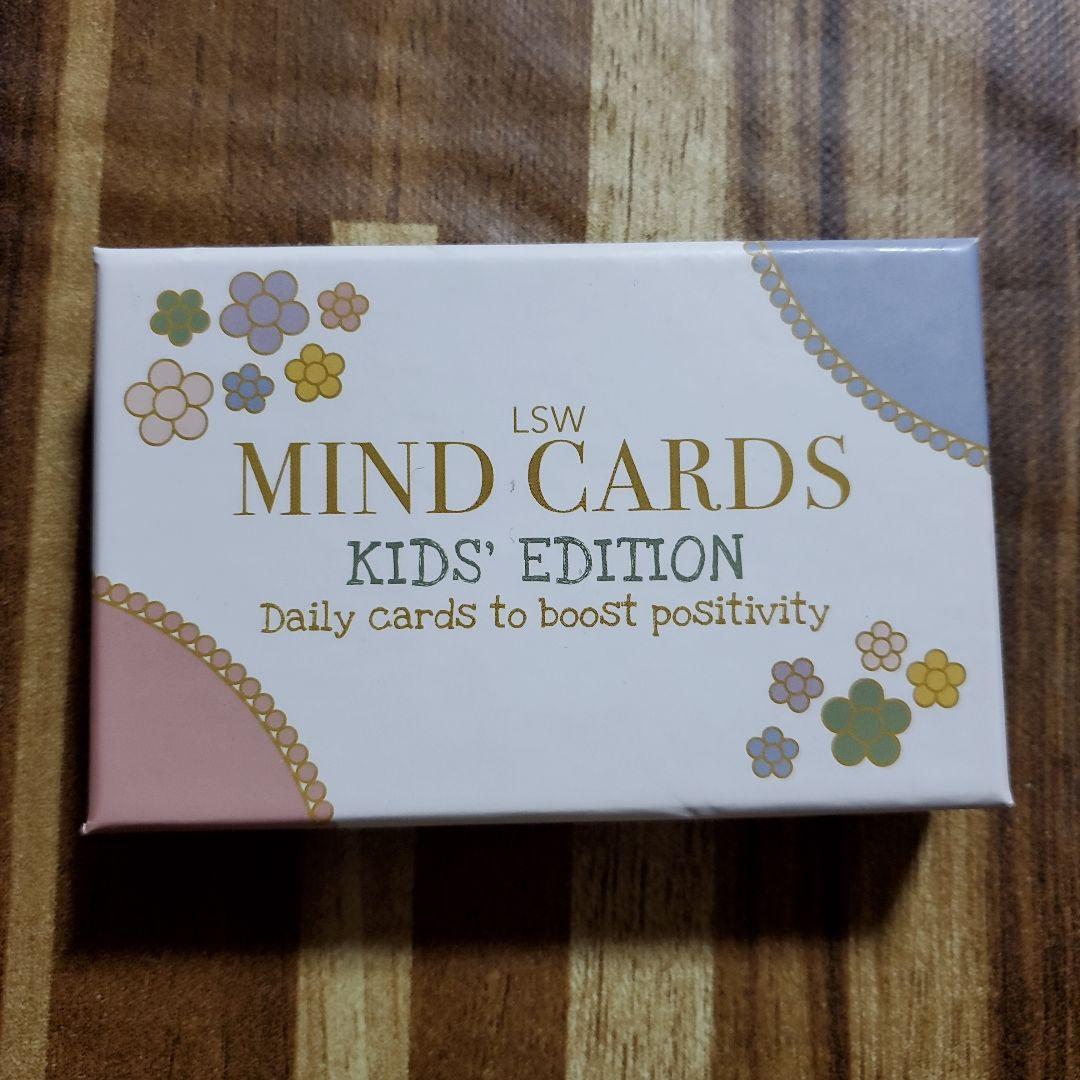 LSW
MIND CARDS
KIDS' EDITION
Daily cards to boost positivity